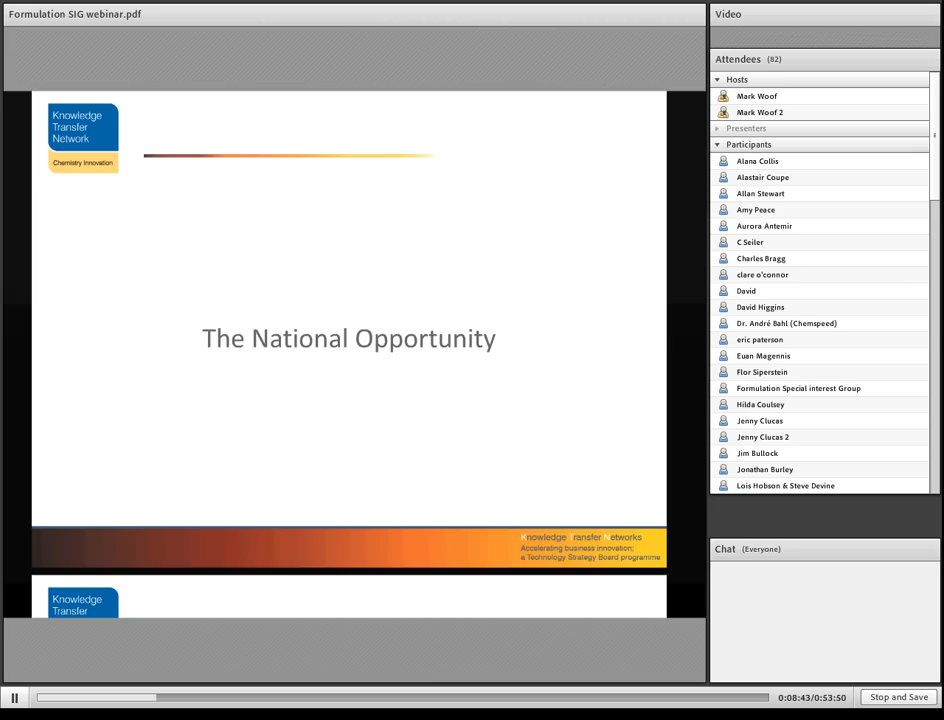 Formulation SIG webinar.pdf
Knowledge
Transfer
Network
Chemistry Innovation
The National Opportunity
Knowledge Transfer Networks
Accelerating business innovation;
a Technology Strategy Board programme
Knowledge
Transfer
Video
Attendees (82)
Hosts
Mark Woof
Mark Woof 2
Presenters
Participants
Alana Collis
Alastair Coupe
Allan Stewart
Amy Peace
Aurora Antemir
C Seiler
Charles Bragg
clare o'connor
David
David Higgins
Dr. André Bahl (Chemspeed)
eric paterson
Euan Magennis
Flor Siperstein
Formulation Special interest Group
Hilda Coulsey
Jenny Clucas
Jenny Clucas 2
Jim Bullock
Jonathan Burley
Lois Hobson & Steve Devine
Chat (Everyone)
0:08:43/0:53:50
Stop and Save